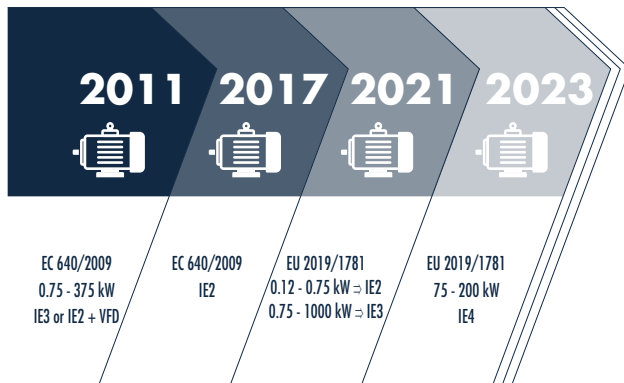 2011
2017
2021
2023
EC 640/2009
0.75 - 375 kW
IE3 or IE2 + VFD
EC 640/2009
IE2
EU 2019/1781
0.12 - 0.75 kW ⇒ IE2
0.75 - 1000 kW ⇒ IE3
EU 2019/1781
75 - 200 kW
IE4